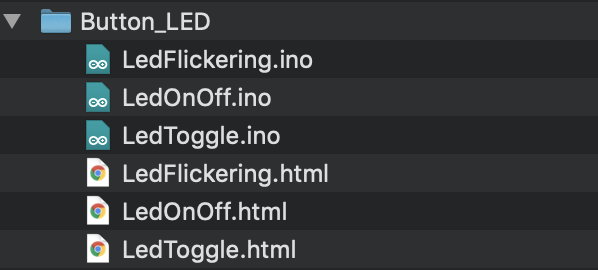 Button_LED
LedFlickering.ino
LedOnOff.ino
LedToggle.ino
LedFlickering.html
LedOnOff.html
LedToggle.html